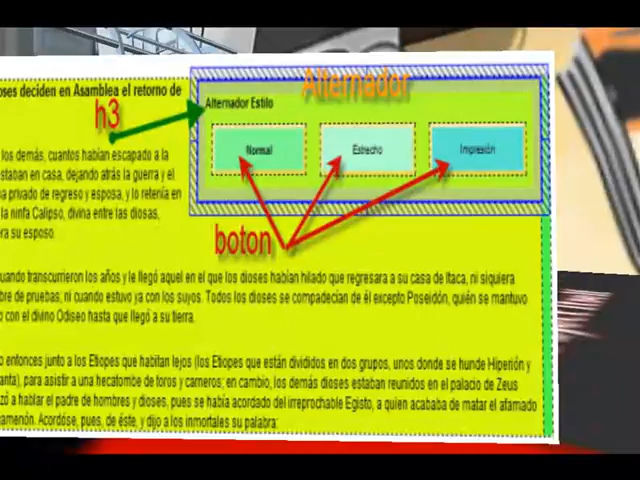 Alternador
oses deciden en Asamblea el retorno de
Alternador Estilo
h3
Normal
Estrecho
Impresión
los demás, cuantos habían escapado a la
staban en casa, dejando atrás la guerra y el
a privado de regreso y esposa, y lo retenía en
la ninfa Calipso, divina entre las diosas,
era su esposo.
boton
uando transcurrieron los años y le llegó aquel en el que los dioses habían hilado que regresara a su casa de Itaca, ni siquiera
bre de pruebas; ni cuando estuvo ya con los suyos. Todos los dioses se compadecían de él excepto Poseidón, quién se mantuvo
o con el divino Odiseo hasta que llegó a su tierra.
o entonces junto a los Etiopes que habitan lejos (los Etiopes que están divididos en dos grupos, unos donde se hunde Hiperión y
anta), para asistir a una hecatombe de toros y carneros; en cambio, los demás dioses estaban reunidos en el palacio de Zeus
zó a hablar el padre de hombres y dioses, pues se había acordado del irreprochable Egisto, a quien acababa de matar el afamado
gamenón. Acordóse, pues, de éste, y dijo a los inmortales su palabra: